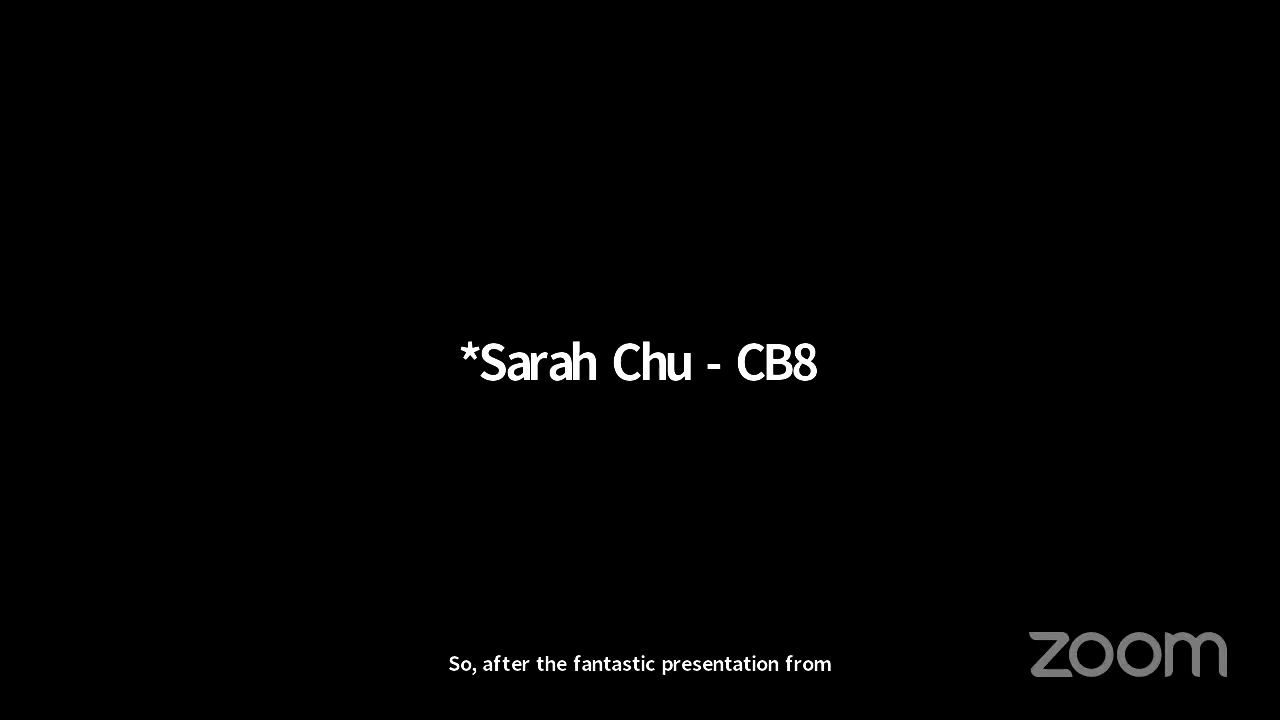 *Sarah Chu - CB8
So, after the fantastic presentation from
zoom